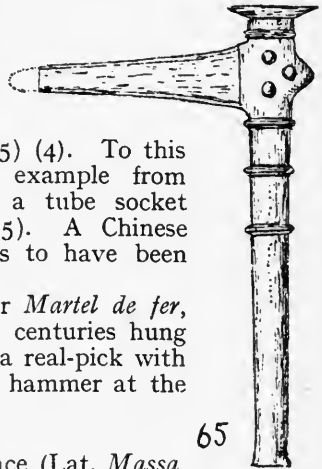 5) (4). To this
example from
a tube socket
5). A Chinese
s to have been
r Martel de fer,
centuries hung
a real-pick with
hammer at the
65
ce (Lat. Massa,